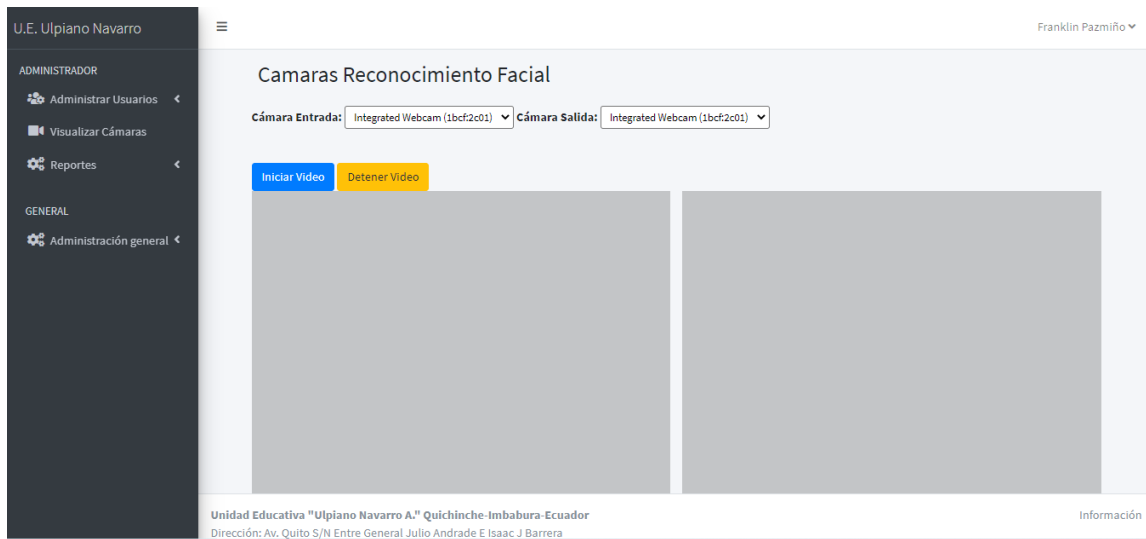 U.E. Ulpiano Navarro
Franklin Pazmiño
ADMINISTRADOR
Administrar Usuarios
Visualizar Cámaras
Reportes
GENERAL
Administración general
Camaras Reconocimiento Facial
Cámara Entrada: Integrated Webcam (1bcf:2c01) Cámara Salida: Integrated Webcam (1bcf:2c01)
Iniciar Video Detener Video
Unidad Educativa "Ulpiano Navarro A." Quichinche-Imbabura-Ecuador
Información
Dirección: Av. Quito S/N Entre General Julio Andrade E Isaac J Barrera